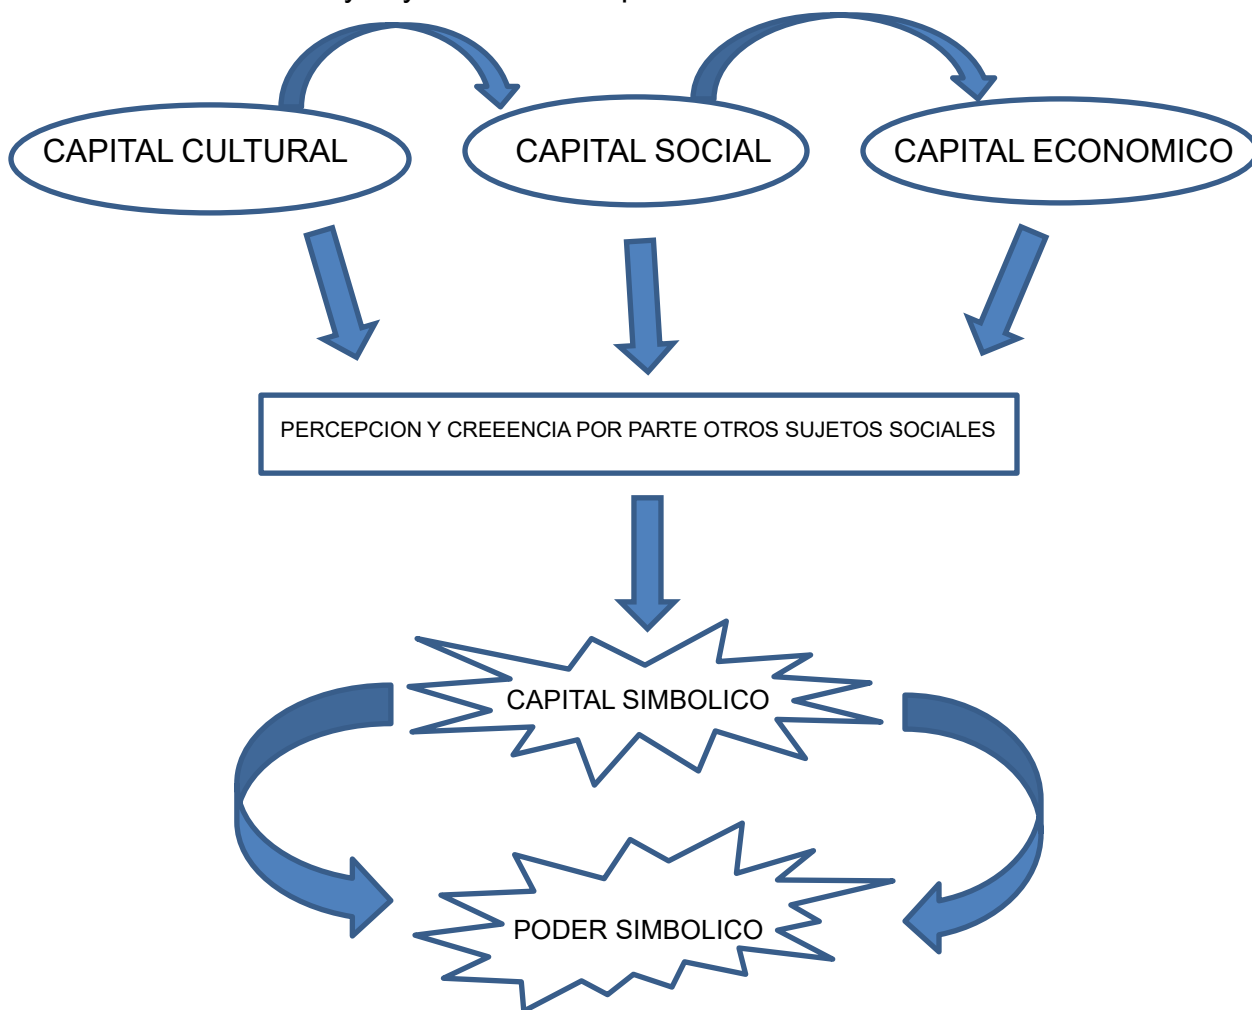 CAPITAL CULTURAL
CAPITAL SOCIAL
CAPITAL ECONOMICO
PERCEPCION Y CREEENCIA POR PARTE OTROS SUJETOS SOCIALES
CAPITAL SIMBOLICO
PODER SIMBOLICO